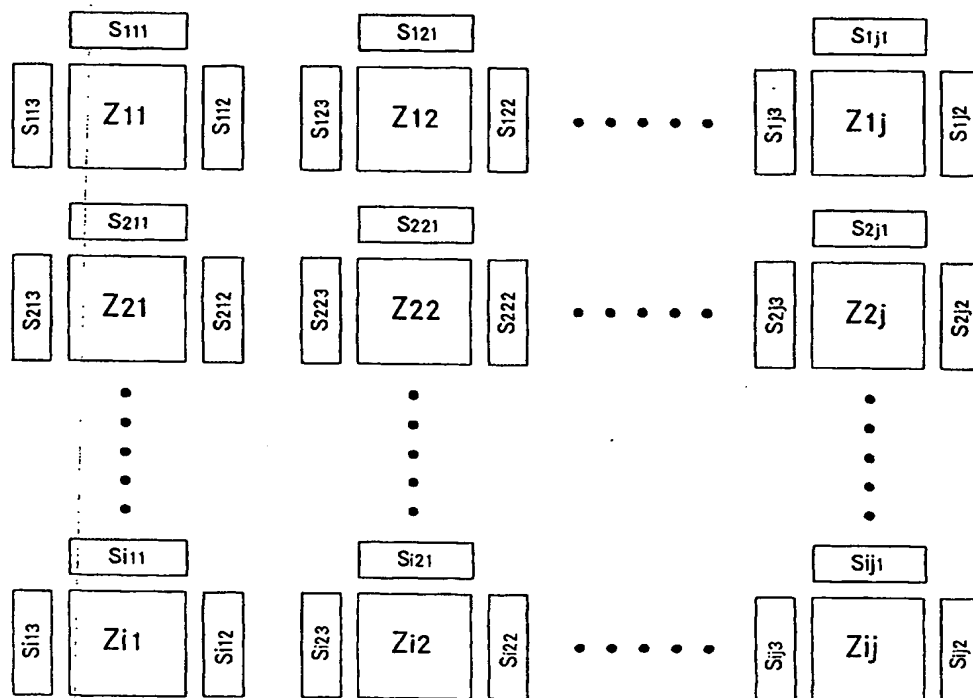 S111 S121 S1j1
S113 Z11 S112 S123 Z12 S122 S1j3 Z1j S1j2
S211 S221 S2j1
S213 Z21 S212 S223 Z22 S222 S2j3 Z2j S2j2
Si11 Si21 Sij1
Si13 Zi1 Si12 Si23 Zi2 Si22 Sij3 Zij Sij2